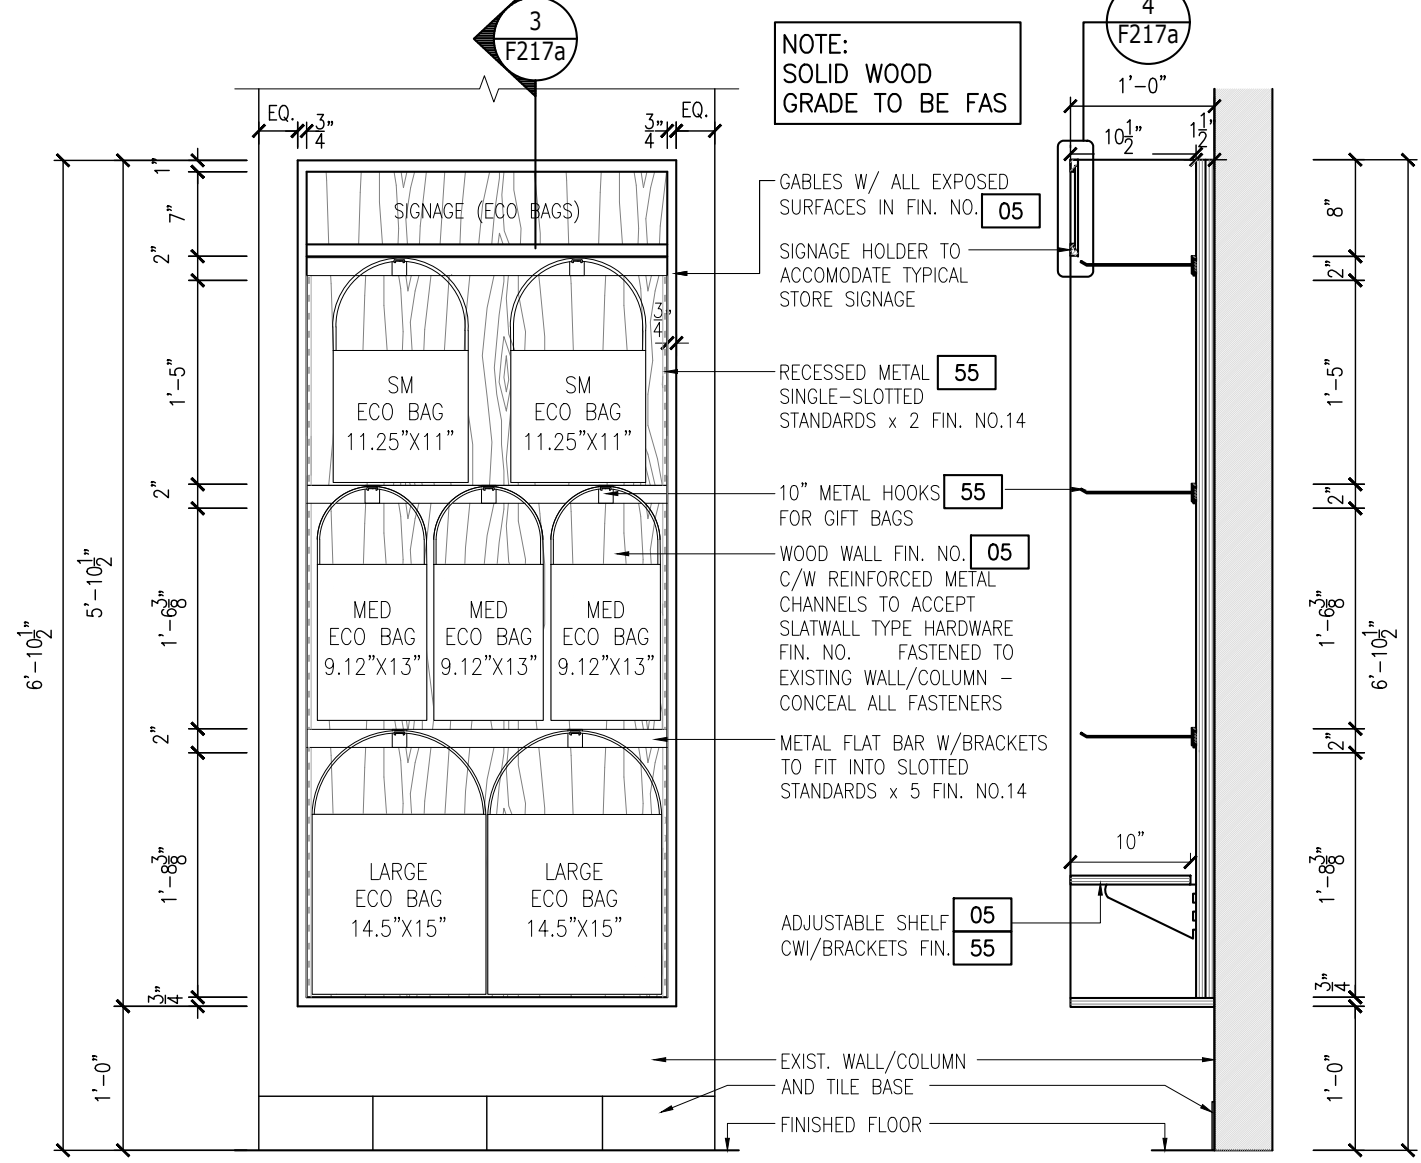 3
F217a
4
F217a
NOTE:
SOLID WOOD
GRADE TO BE FAS
1'-0"
EQ.
3/4"
3/4"
EQ.
10 1/2"
1 1/2"
1"
7"
2"
1'-5"
2"
1'-6 3/8"
2"
1'-8 3/8"
3/4"
1'-0"
5'-10 1/2"
6'-10 1/2"
SIGNAGE (ECO BAGS)
3/4"
SM
ECO BAG
11.25"X11"
SM
ECO BAG
11.25"X11"
MED
ECO BAG
9.12"X13"
MED
ECO BAG
9.12"X13"
MED
ECO BAG
9.12"X13"
LARGE
ECO BAG
14.5"X15"
LARGE
ECO BAG
14.5"X15"
GABLES W/ ALL EXPOSED
SURFACES IN FIN. NO. 05
SIGNAGE HOLDER TO
ACCOMODATE TYPICAL
STORE SIGNAGE
RECESSED METAL 55
SINGLE-SLOTTED
STANDARDS x 2 FIN. NO.14
10" METAL HOOKS 55
FOR GIFT BAGS
WOOD WALL FIN. NO. 05
C/W REINFORCED METAL
CHANNELS TO ACCEPT
SLATWALL TYPE HARDWARE
FIN. NO. FASTENED TO
EXISTING WALL/COLUMN –
CONCEAL ALL FASTENERS
METAL FLAT BAR W/BRACKETS
TO FIT INTO SLOTTED
STANDARDS x 5 FIN. NO.14
ADJUSTABLE SHELF 05
CWI/BRACKETS FIN. 55
EXIST. WALL/COLUMN
AND TILE BASE
FINISHED FLOOR
10"
8"
2"
1'-5"
2"
1'-6 3/8"
2"
1'-8 3/8"
3/4"
1'-0"
6'-10 1/2"